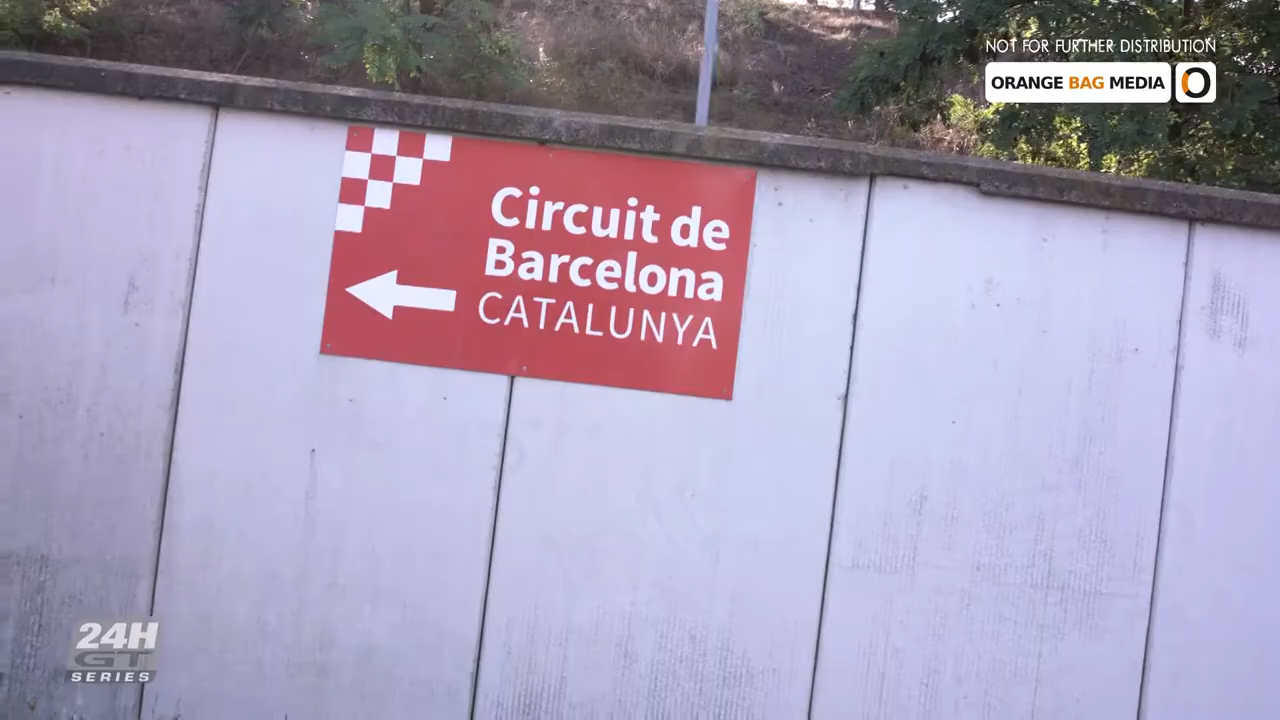 NOT FOR FURTHER DISTRIBUTION
ORANGE BAG MEDIA
Circuit de
Barcelona
CATALUNYA
24H
GT
SERIES